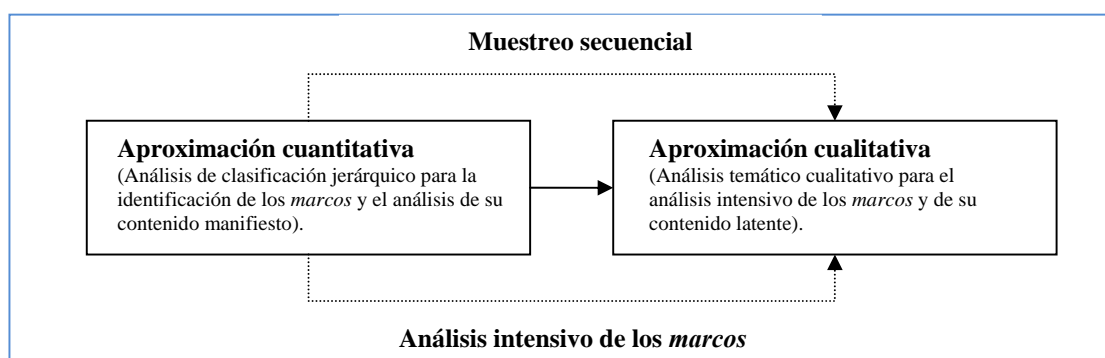 Muestreo secuencial
Aproximación cuantitativa
(Análisis de clasificación jerárquico para la
identificación de los marcos y el análisis de su
contenido manifiesto).
Aproximación cualitativa
(Análisis temático cualitativo para el
análisis intensivo de los marcos y de su
contenido latente).
Análisis intensivo de los marcos